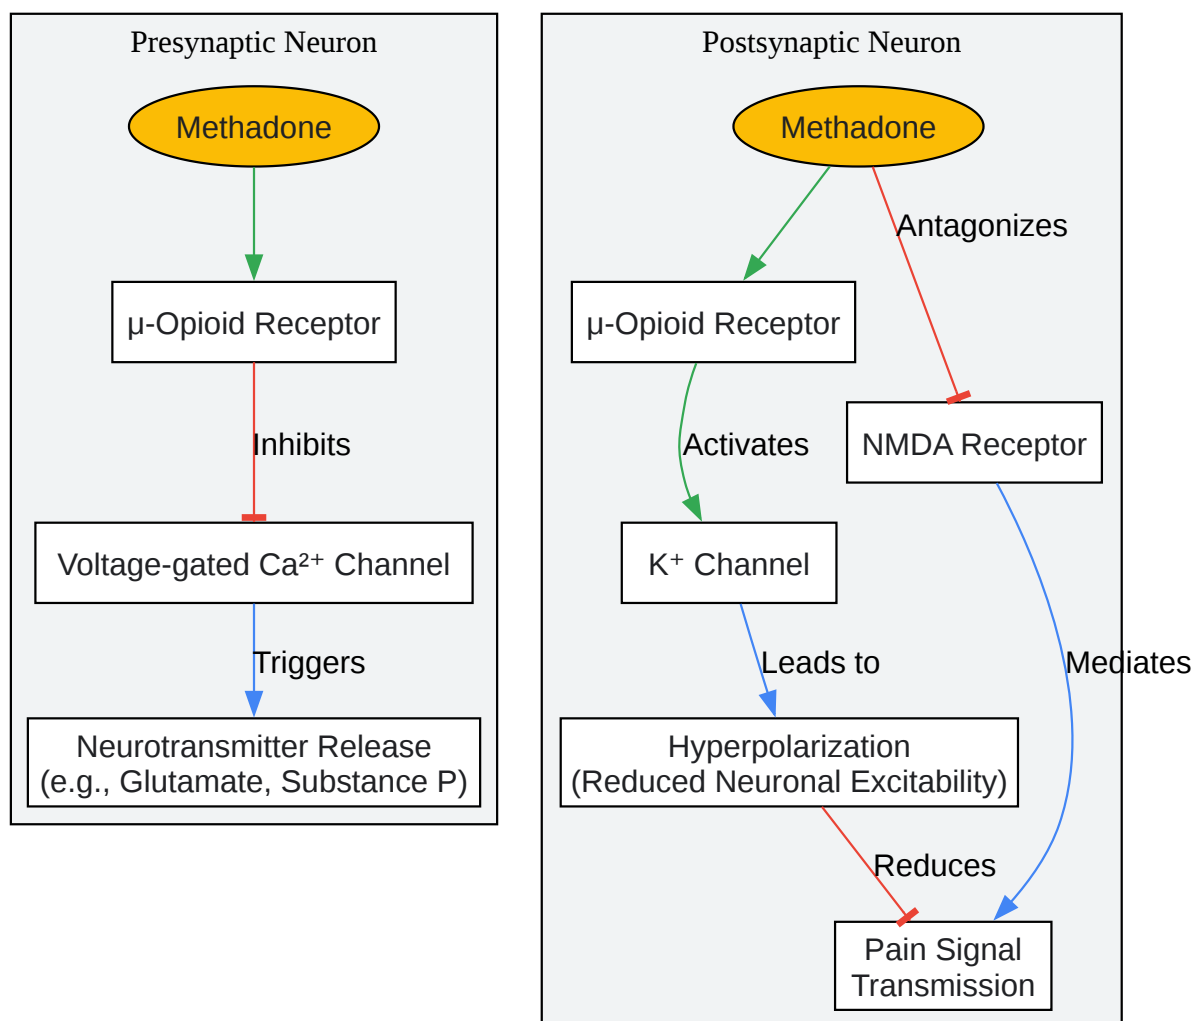 Presynaptic Neuron
Methadone
μ-Opioid Receptor
Inhibits
Voltage-gated Ca²⁺ Channel
Triggers
Neurotransmitter Release
(e.g., Glutamate, Substance P)
Postsynaptic Neuron
Methadone
Antagonizes
μ-Opioid Receptor
Activates
NMDA Receptor
K⁺ Channel
Leads to
Mediates
Hyperpolarization
(Reduced Neuronal Excitability)
Reduces
Pain Signal
Transmission